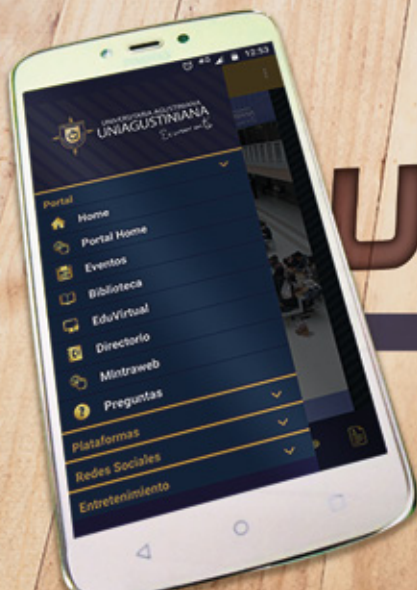 4G 12:53
UNIVERSITARIA AGUSTINIANA
UNIAGUSTINIANA
Portal
Home
Portal Home
Eventos
Biblioteca
EduVirtual
Directorio
Mintraweb
Preguntas
Plataformas
Redes Sociales
Entretenimiento
U